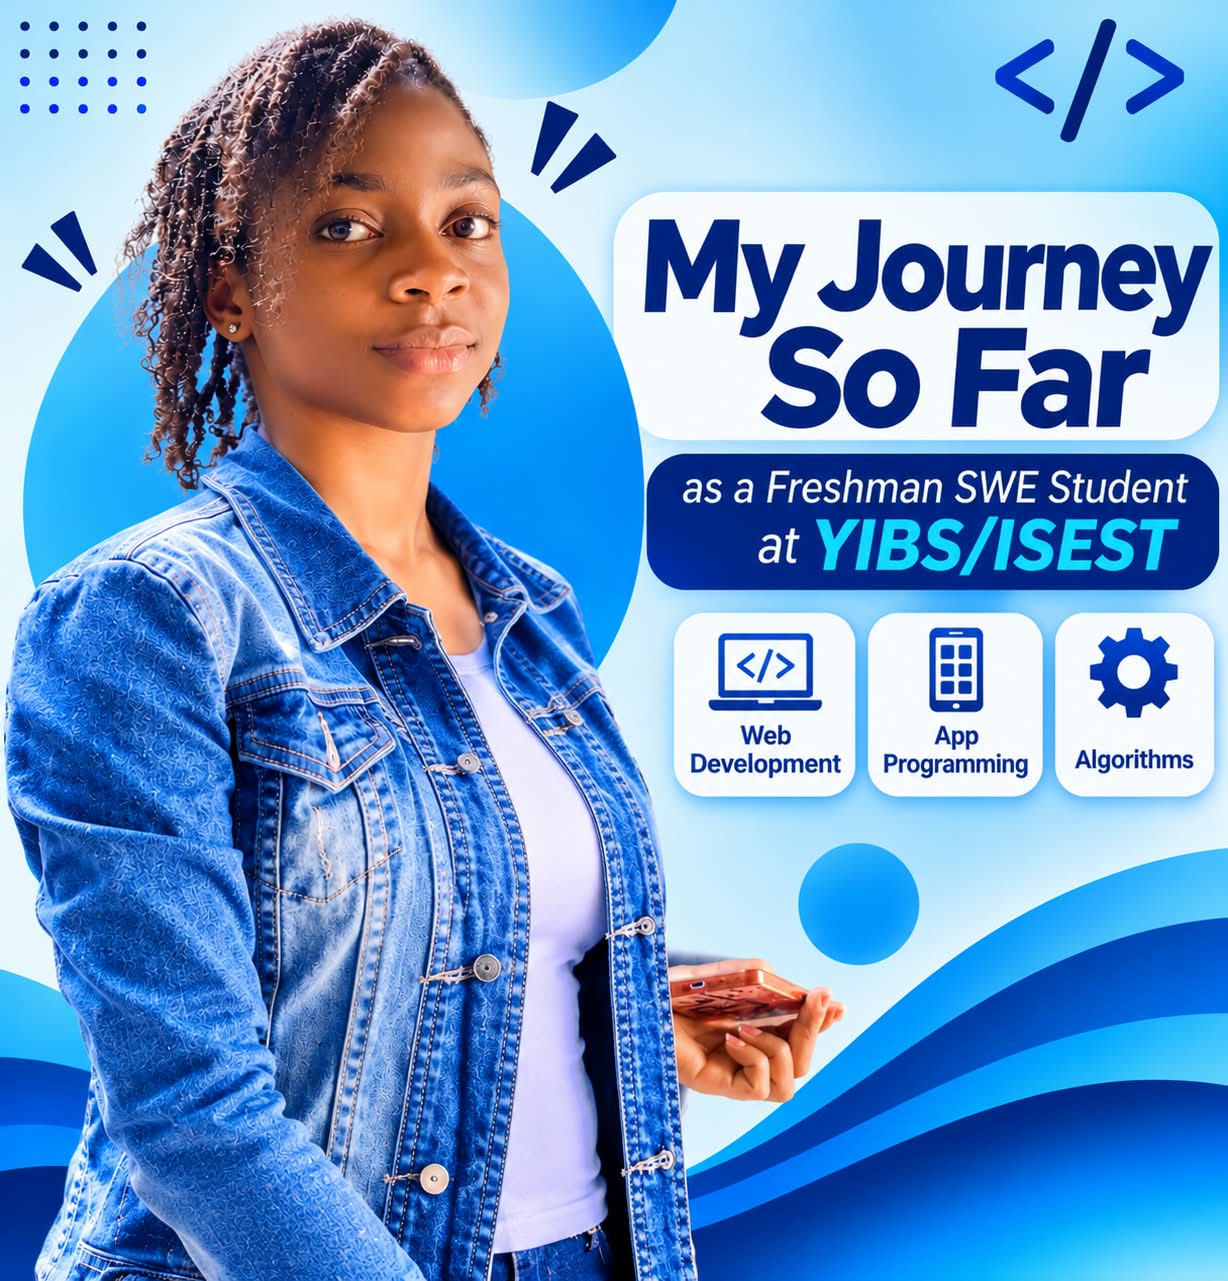 </>
My Journey
So Far
as a Freshman SWE Student
at YIBS/ISEST
</>
Web
Development
App
Programming
Algorithms